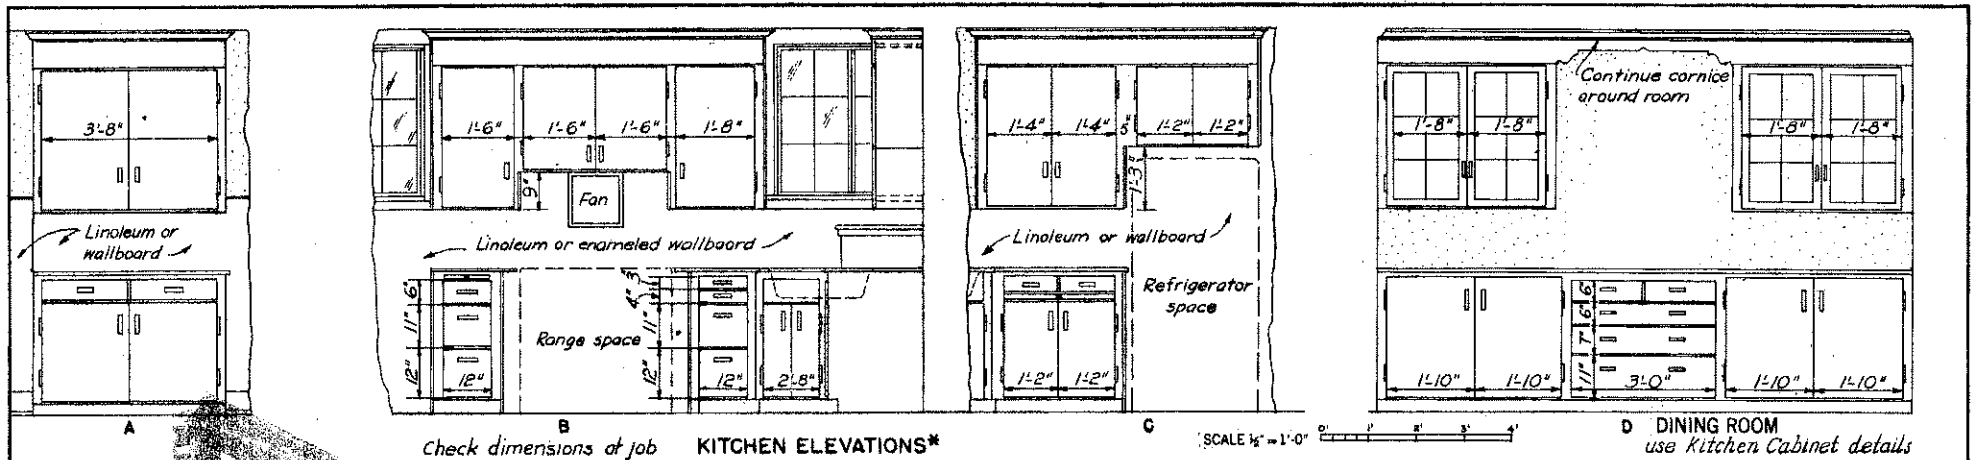 3'-8"
Linoleum or
wallboard
A
1'-6" 1'-6" 1'-6" 1'-8"
9"
Fan
Linoleum or enameled wallboard
6"
11"
12"
12"
Range space
3"
4"
11"
12"
12"
2'-8"
B
1'-4" 1'-4" 5" 1'-2" 1'-2"
1'-3"
Linoleum or wallboard
Refrigerator
space
1'-2" 1'-2"
C
Continue cornice
around room
1'-8" 1'-8" 1'-8" 1'-8"
6"
6"
7"
11"
1'-10" 1'-10" 3'-0" 1'-10" 1'-10"
Check dimensions at job KITCHEN ELEVATIONS*
SCALE ½" = 1'-0" 0' 1' 2' 3' 4'
D DINING ROOM
use Kitchen Cabinet details